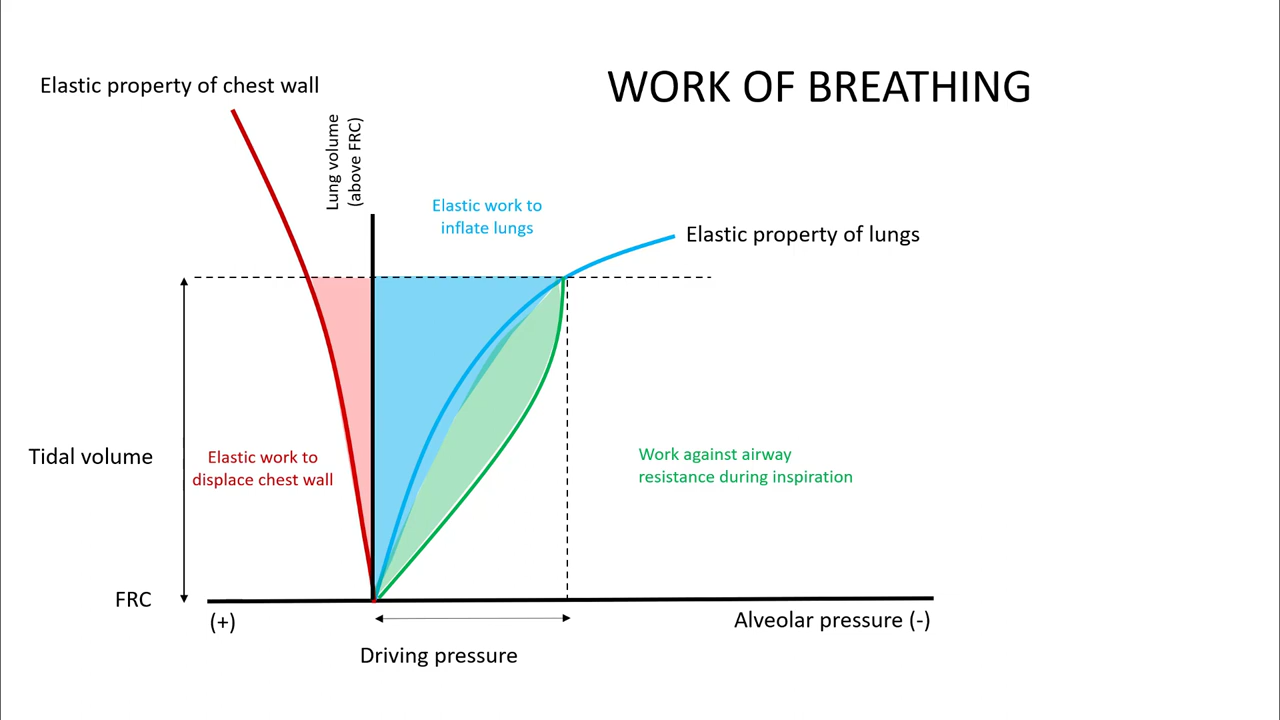 WORK OF BREATHING
Elastic property of chest wall
Lung volume
(above FRC)
Elastic work to
inflate lungs
Elastic property of lungs
Tidal volume
Elastic work to
displace chest wall
Work against airway
resistance during inspiration
FRC
(+)
Alveolar pressure (-)
Driving pressure